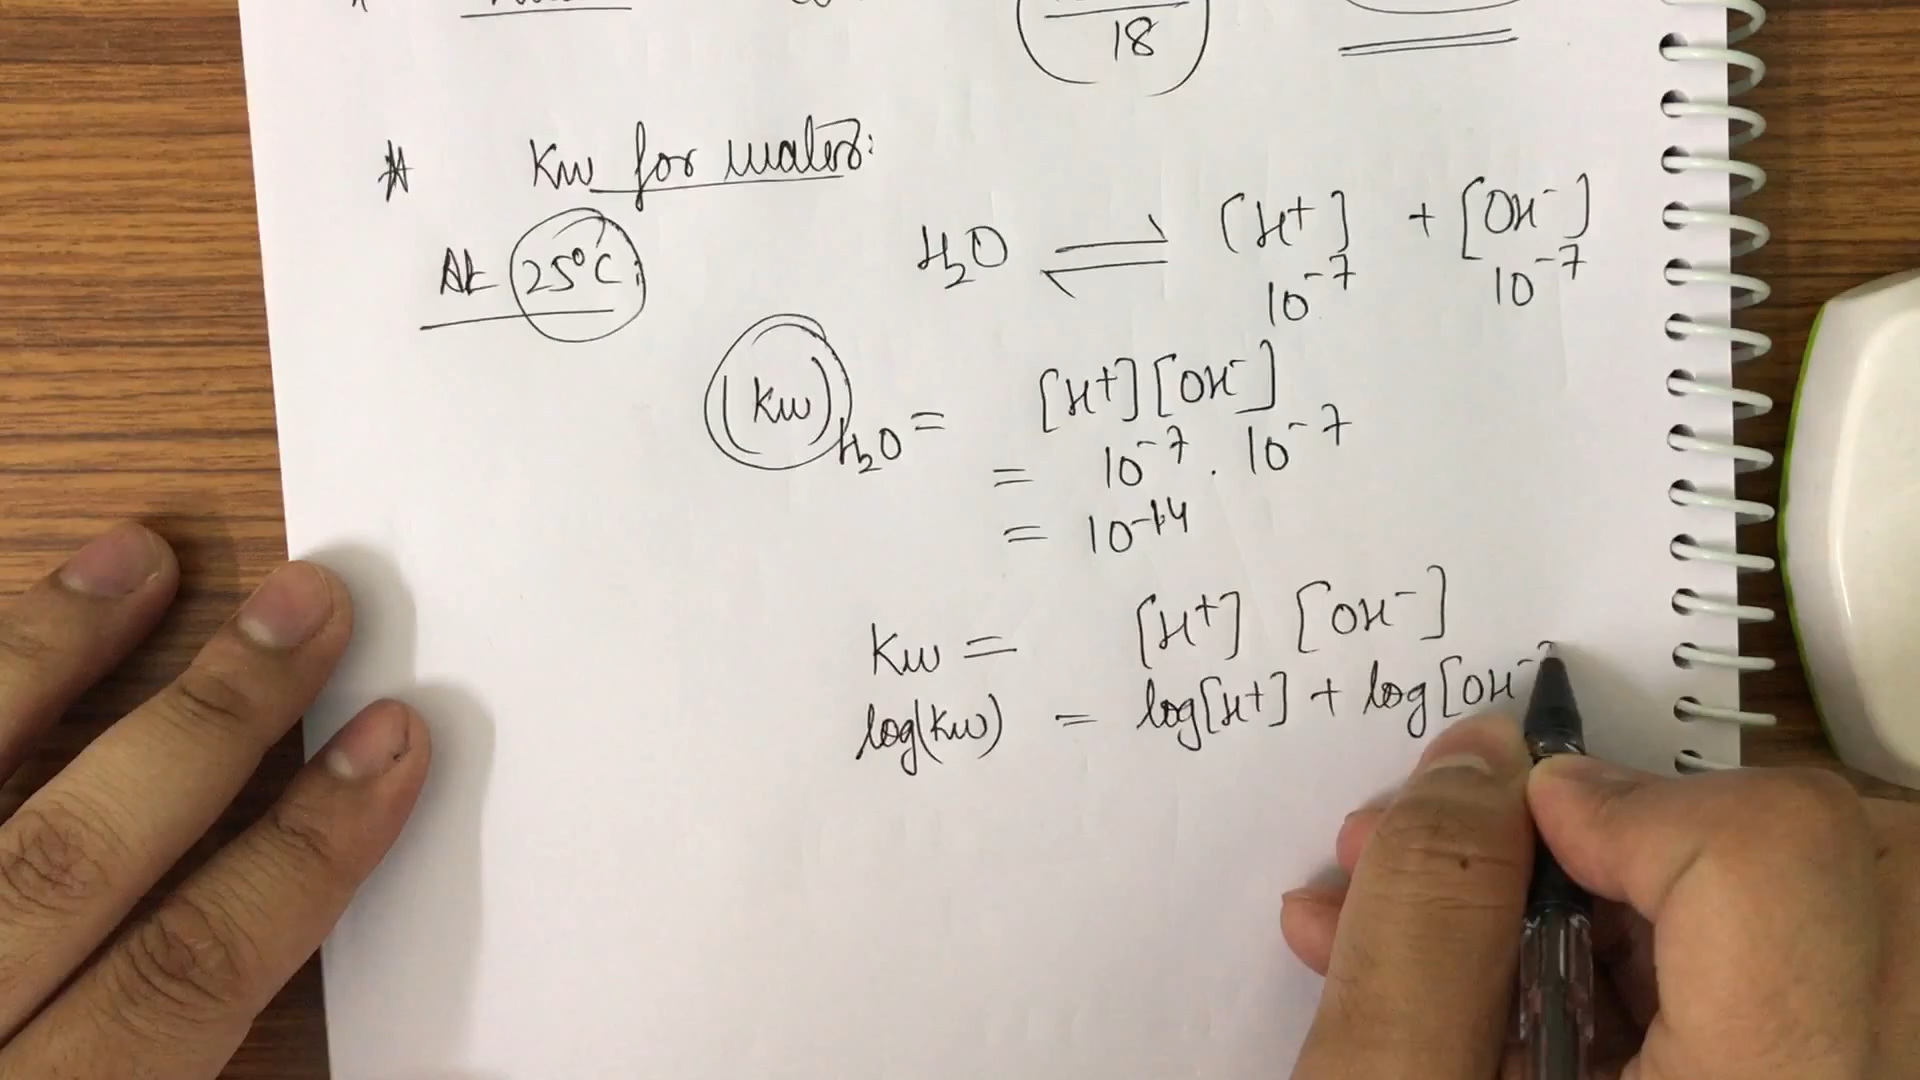 18
Kw for water:
At 25°C
H₂O ⇌ [H+] + [OH⁻]
10⁻⁷ 10⁻⁷
(Kw)H₂O = [H+][OH⁻]
= 10⁻⁷ . 10⁻⁷
= 10⁻¹⁴
Kw = [H+] [OH⁻]
log(Kw) = log[H+] + log[OH⁻